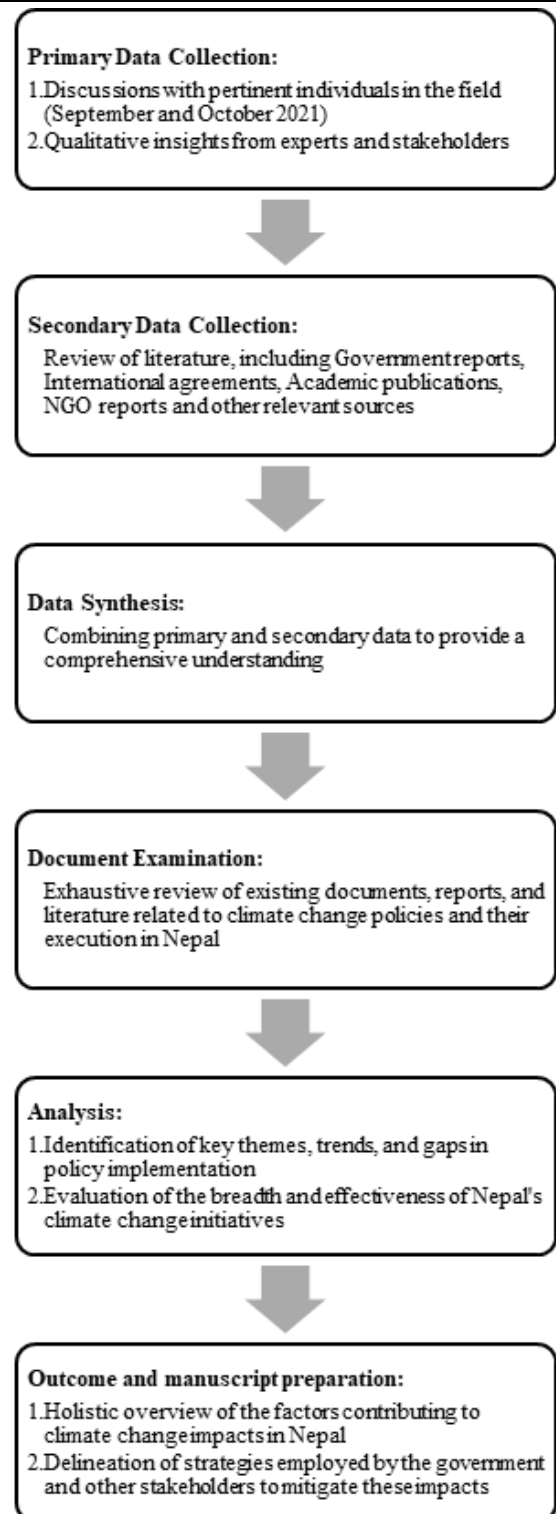 Primary Data Collection:
1.Discussions with pertinent individuals in the field
(September and October 2021)
2.Qualitative insights from experts and stakeholders
Secondary Data Collection:
Review of literature, including Government reports,
International agreements, Academic publications,
NGO reports and other relevant sources
Data Synthesis:
Combining primary and secondary data to provide a
comprehensive understanding
Document Examination:
Exhaustive review of existing documents, reports, and
literature related to climate change policies and their
execution in Nepal
Analysis:
1.Identification of key themes, trends, and gaps in
policy implementation
2.Evaluation of the breadth and effectiveness of Nepal's
climate change initiatives
Outcome and manuscript preparation:
1.Holistic overview of the factors contributing to
climate change impacts in Nepal
2.Delineation of strategies employed by the government
and other stakeholders to mitigate these impacts